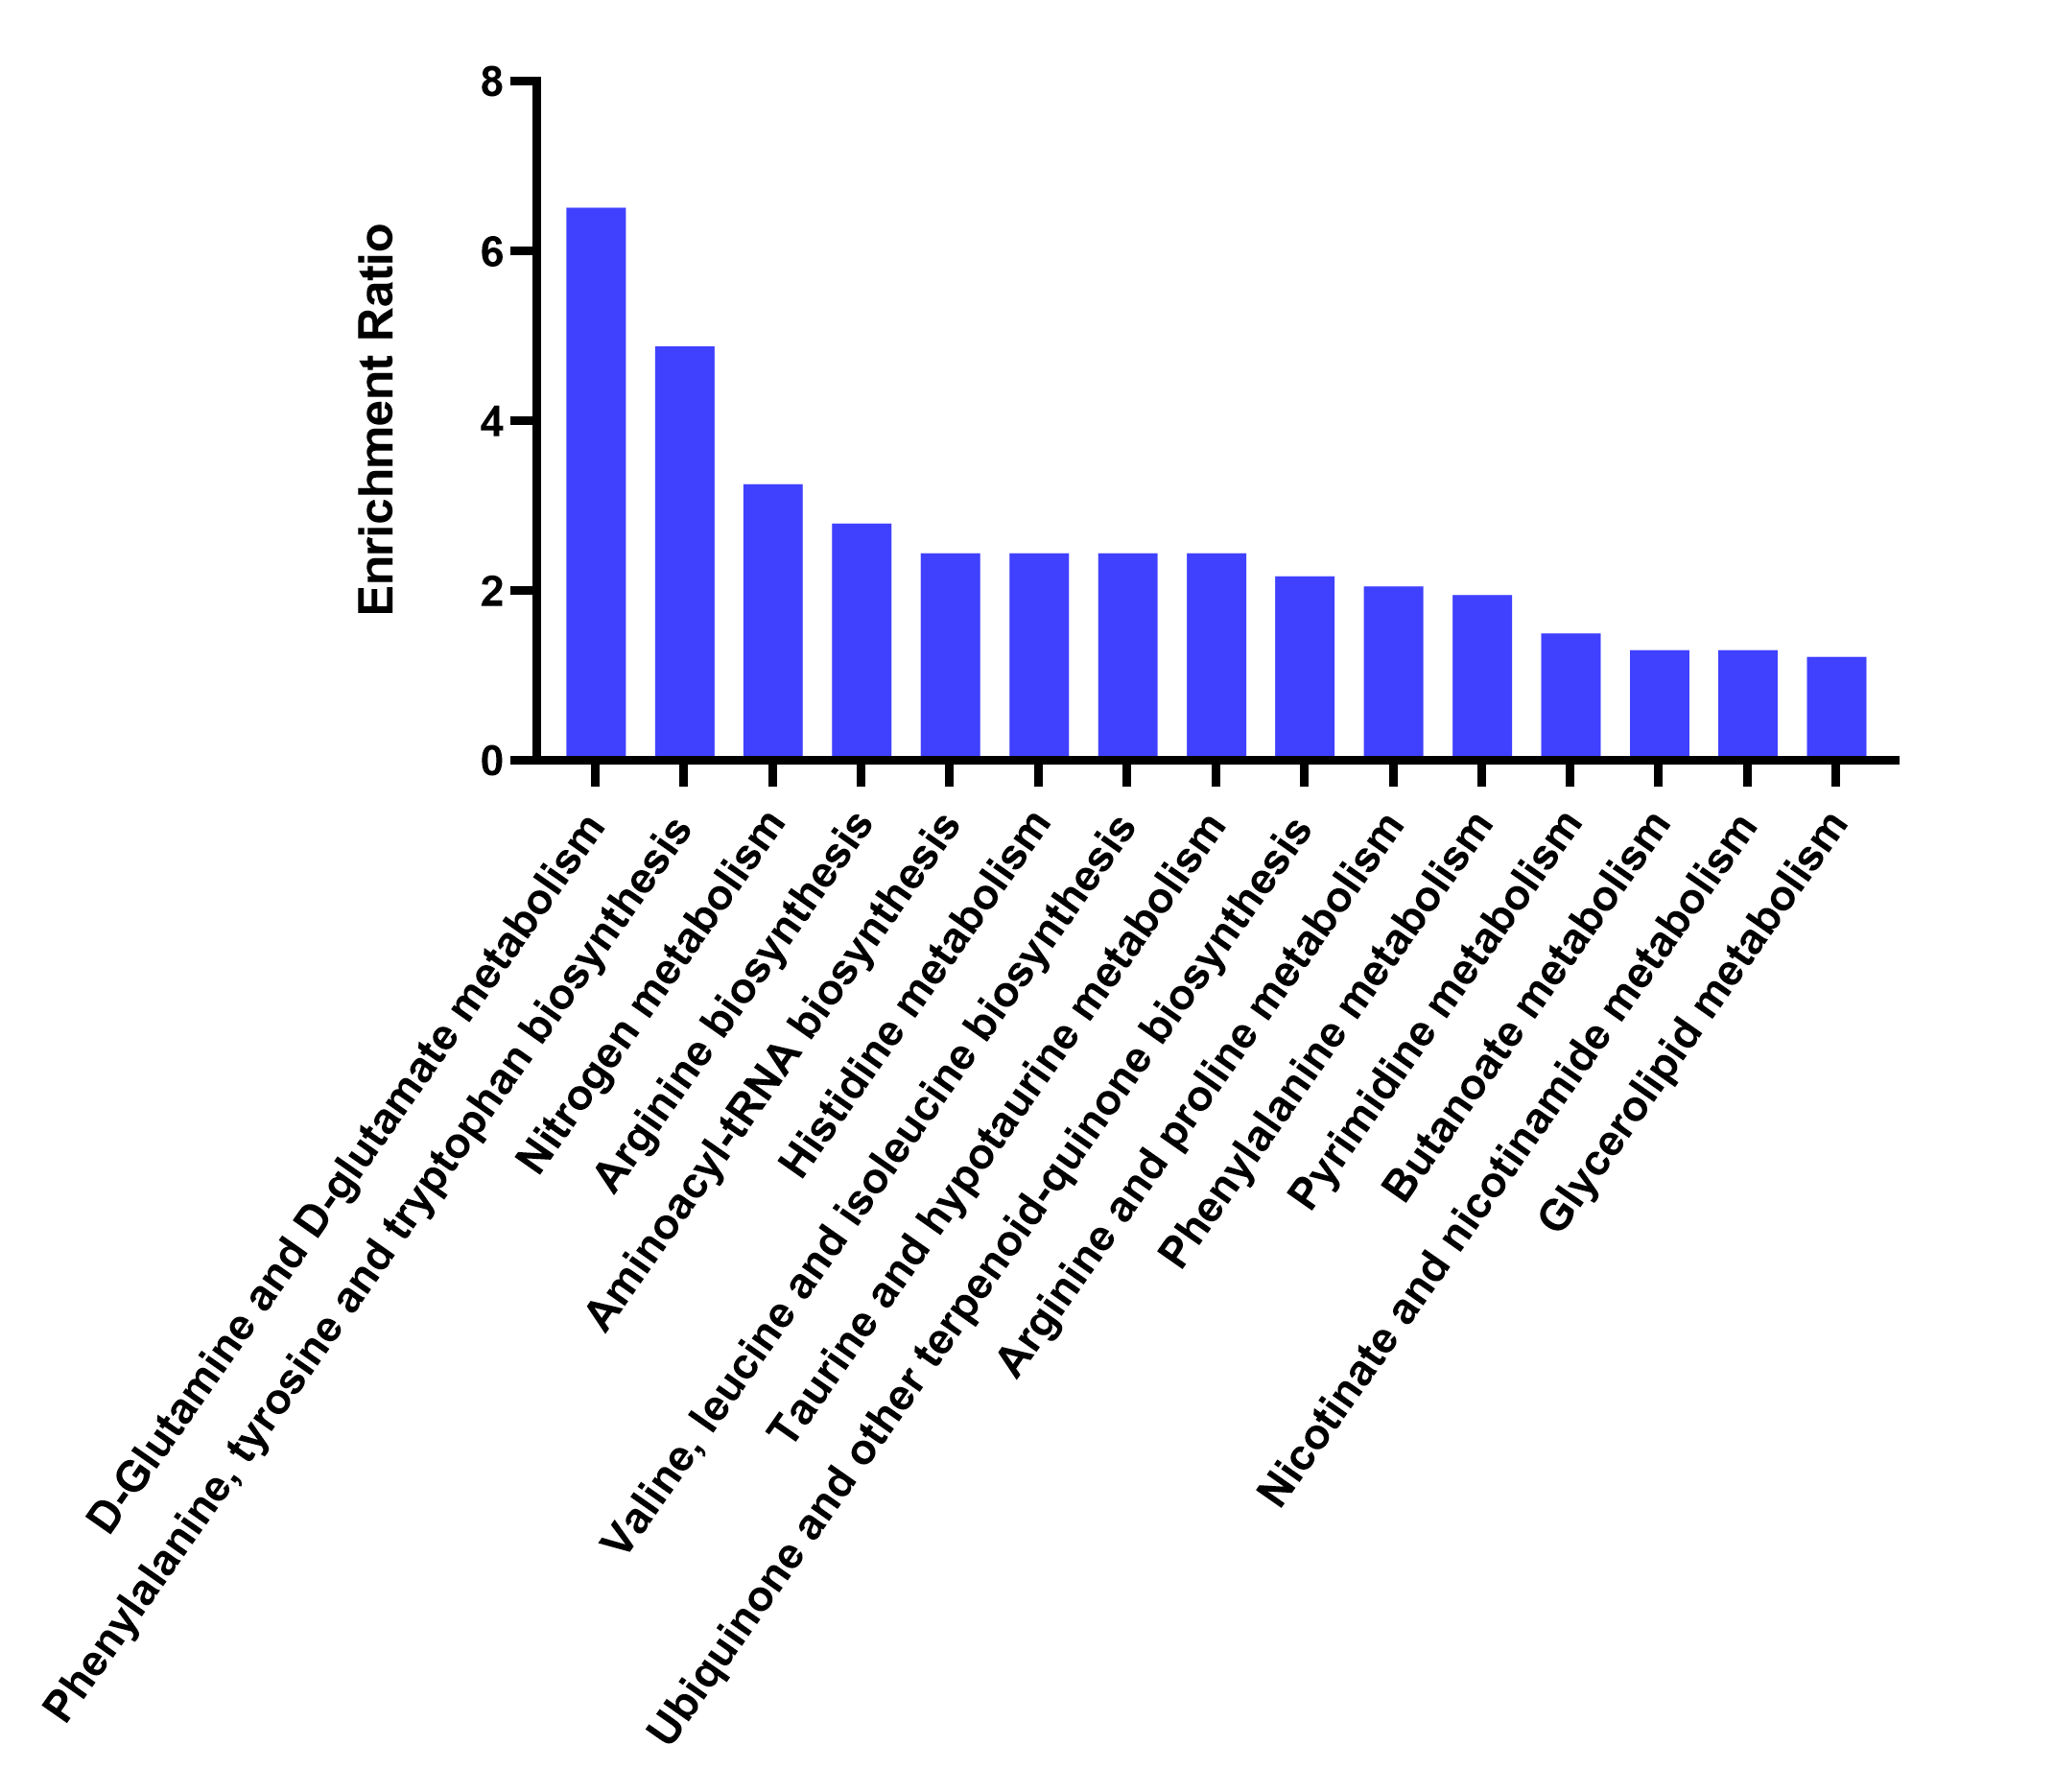 Enrichment Ratio
8
6
4
2
0
D-Glutamine and D-glutamate metabolism
Phenylalanine, tyrosine and tryptophan biosynthesis
Nitrogen metabolism
Arginine biosynthesis
Aminoacyl-tRNA biosynthesis
Histidine metabolism
Valine, leucine and isoleucine biosynthesis
Taurine and hypotaurine metabolism
Ubiquinone and other terpenoid-quinone biosynthesis
Arginine and proline metabolism
Phenylalanine metabolism
Pyrimidine metabolism
Butanoate metabolism
Nicotinate and nicotinamide metabolism
Glycerolipid metabolism